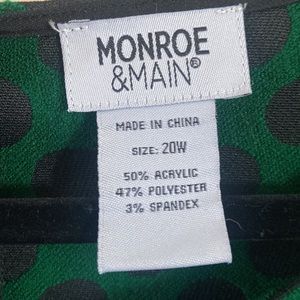 MONROE
&MAIN®
MADE IN CHINA
SIZE: 20W
50% ACRYLIC
47% POLYESTER
3% SPANDEX